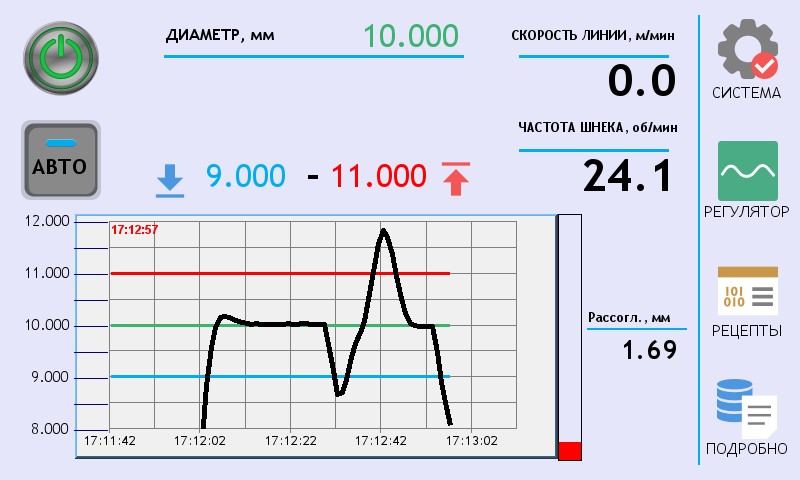 ДИАМЕТР, мм 10.000
СКОРОСТЬ ЛИНИИ, м/мин
0.0
СИСТЕМА
АВТО
ЧАСТОТА ШНЕКА, об/мин
9.000 - 11.000
24.1
РЕГУЛЯТОР
12.000
17:12:57
11.000
10.000
9.000
8.000
17:11:42 17:12:02 17:12:22 17:12:42 17:13:02
Рассогл., мм
1.69
101
010
РЕЦЕПТЫ
ПОДРОБНО